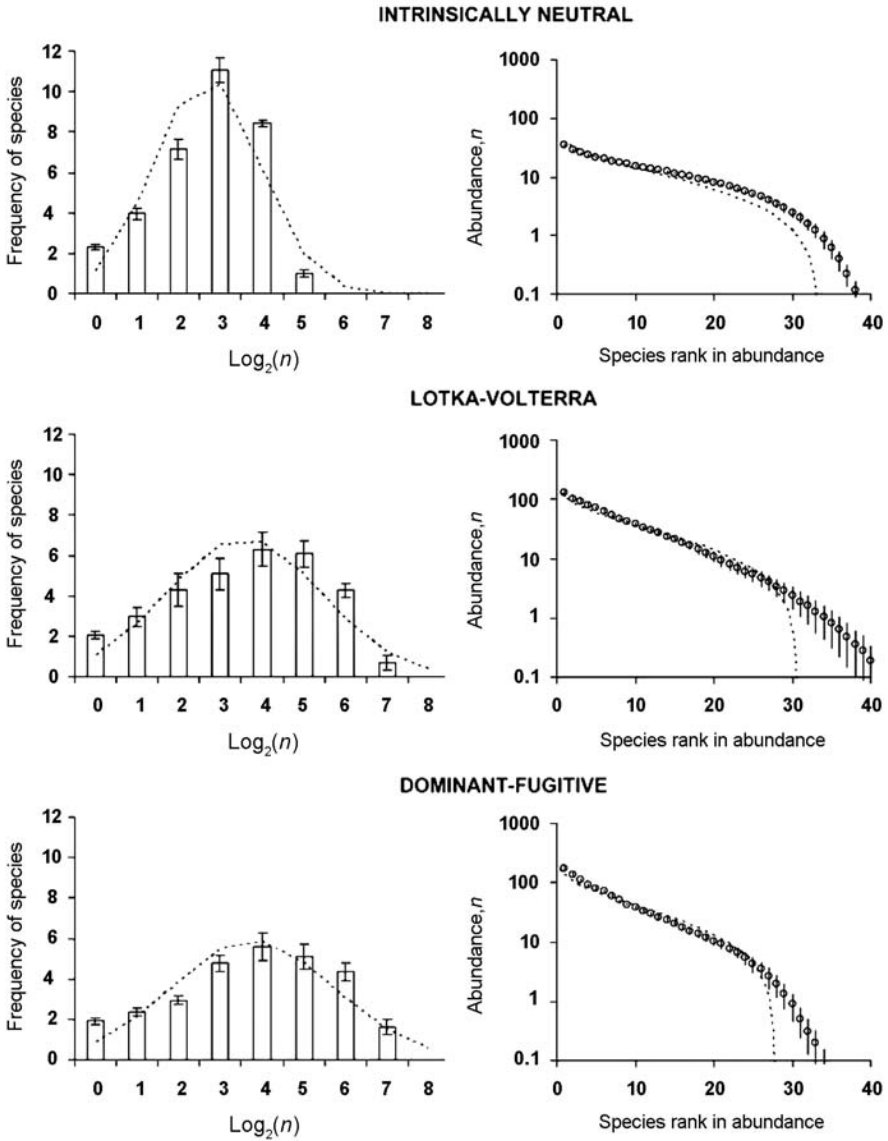 INTRINSICALLY NEUTRAL
Frequency of species
12
10
8
6
4
2
0
0 1 2 3 4 5 6 7 8
Log2(n)
Abundance,n
1000
100
10
1
0.1
0 10 20 30 40
Species rank in abundance
LOTKA-VOLTERRA
Frequency of species
12
10
8
6
4
2
0
0 1 2 3 4 5 6 7 8
Log2(n)
Abundance,n
1000
100
10
1
0.1
0 10 20 30 40
Species rank in abundance
DOMINANT-FUGITIVE
Frequency of species
12
10
8
6
4
2
0
0 1 2 3 4 5 6 7 8
Log2(n)
Abundance,n
1000
100
10
1
0.1
0 10 20 30 40
Species rank in abundance